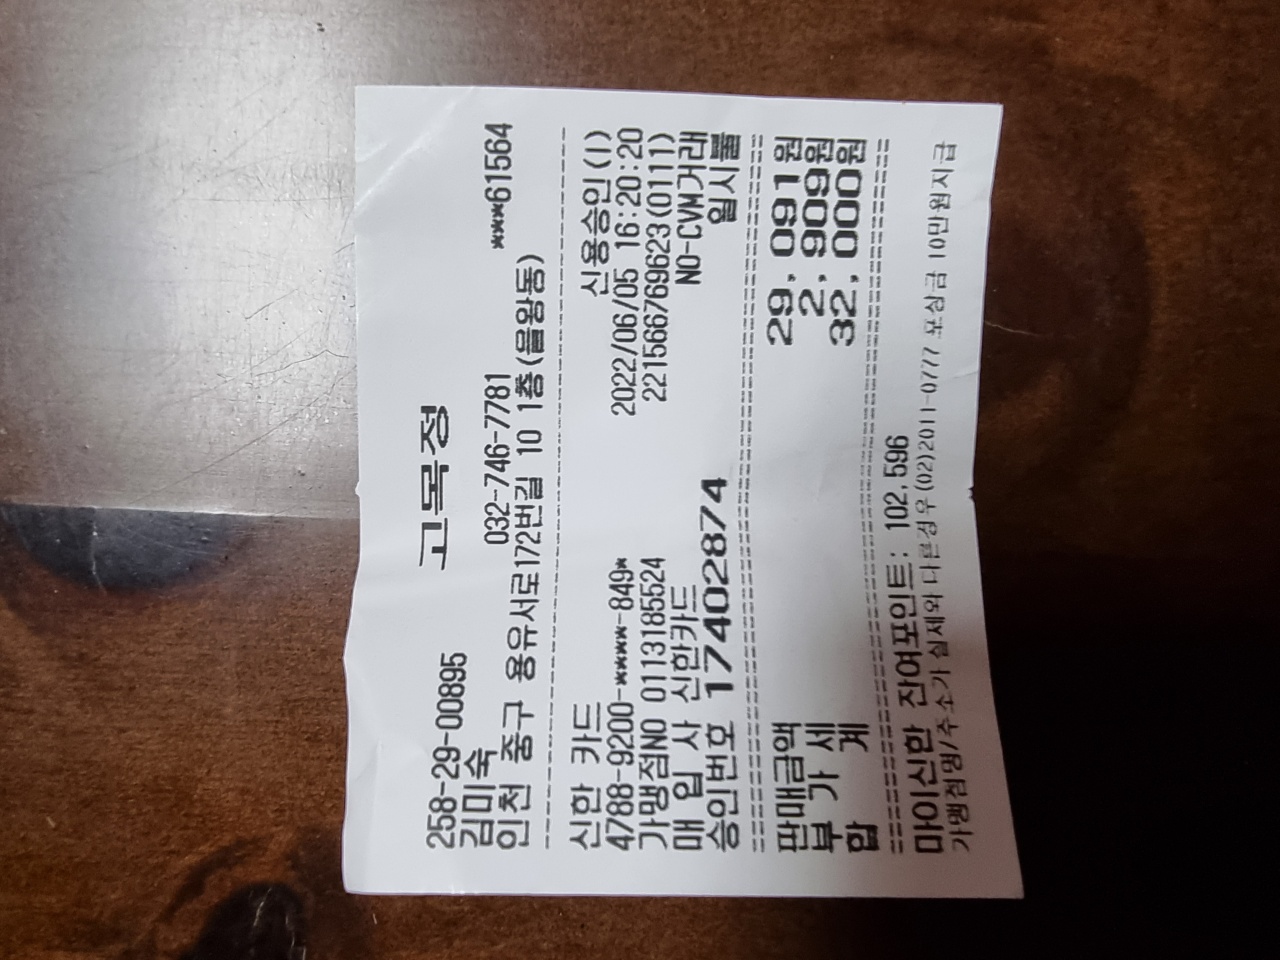 258-29-00895 고목정
김미숙 032-746-7781 ***61564
인천 중구 용유서로172번길 10 1층(을왕동)
신한 카드 신용승인(I)
4788-9200-****-849* 2022/06/05 16:20:20
가맹점NO 0113185524 221566769623(0111)
매 입 사 신한카드 NO-CVM거래
승인번호 17402874 일시불
판매금액 29,091원
부 가 세 2,909원
합 계 32,000원
마이신한 잔여포인트: 102,596
가맹점명/주소가 실제와 다른경우 (02)2011-0777 포상금 10만원지급